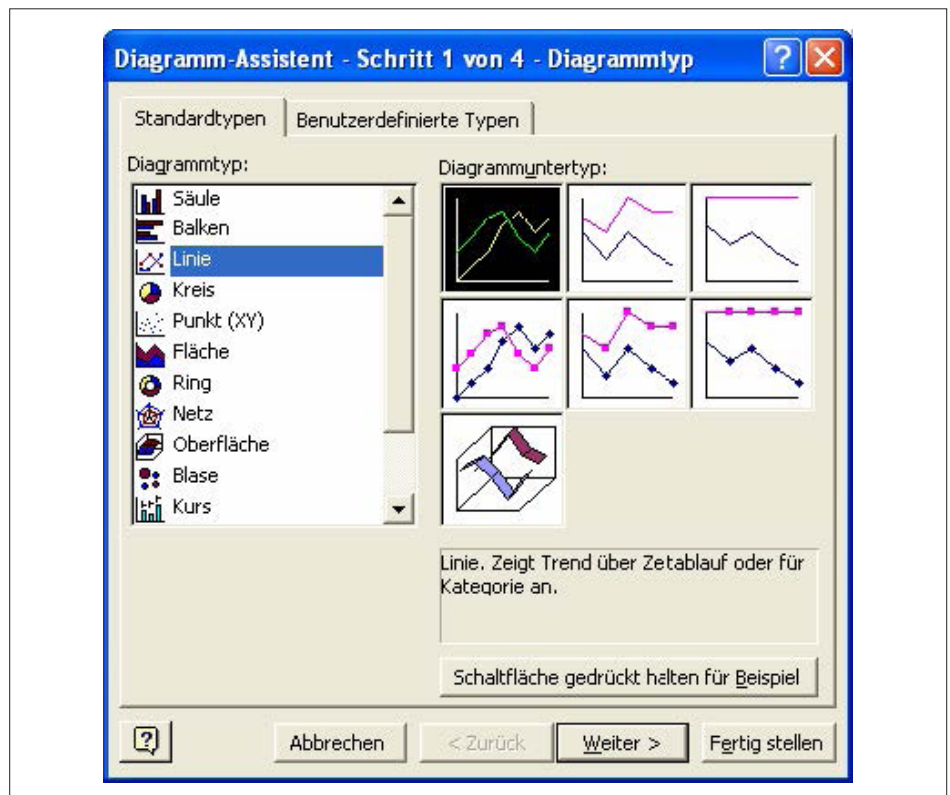 Diagramm-Assistent - Schritt 1 von 4 - Diagrammtyp
Standardtypen
Benutzerdefinierte Typen
Diagrammtyp:
Säule
Balken
Linie
Kreis
Punkt (XY)
Fläche
Ring
Netz
Oberfläche
Blase
Kurs
Diagrammuntertyp:
Linie. Zeigt Trend über Zetablauf oder für
Kategorie an.
Schaltfläche gedrückt halten für Beispiel
Abbrechen
< Zurück
Weiter >
Fertig stellen